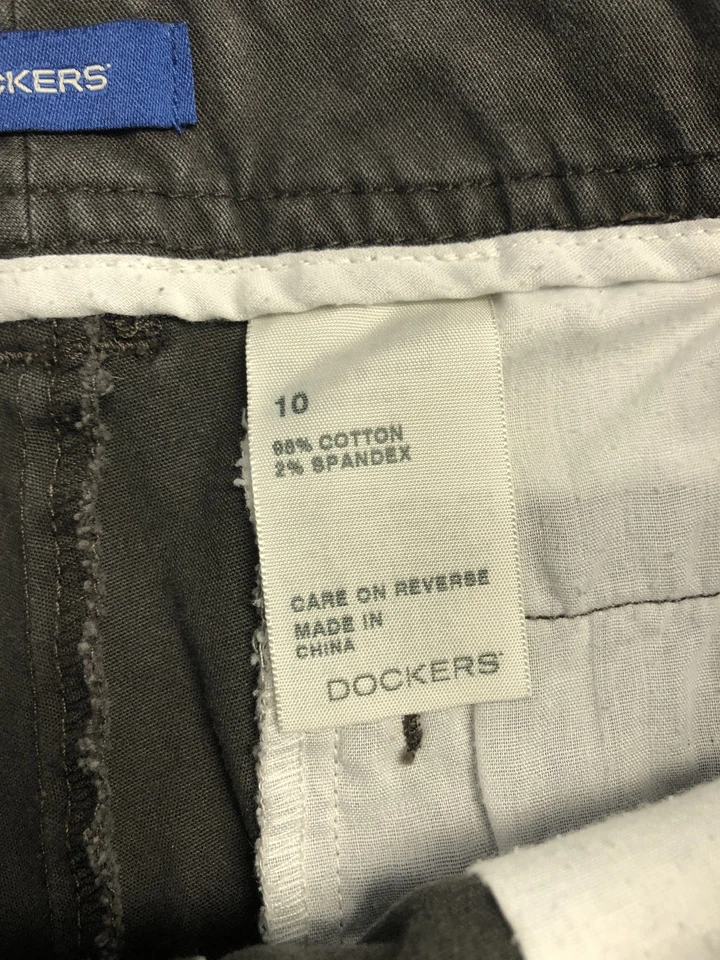 CKERS
10
98% COTTON
2% SPANDEX
CARE ON REVERSE
MADE IN
CHINA
DOCKERS